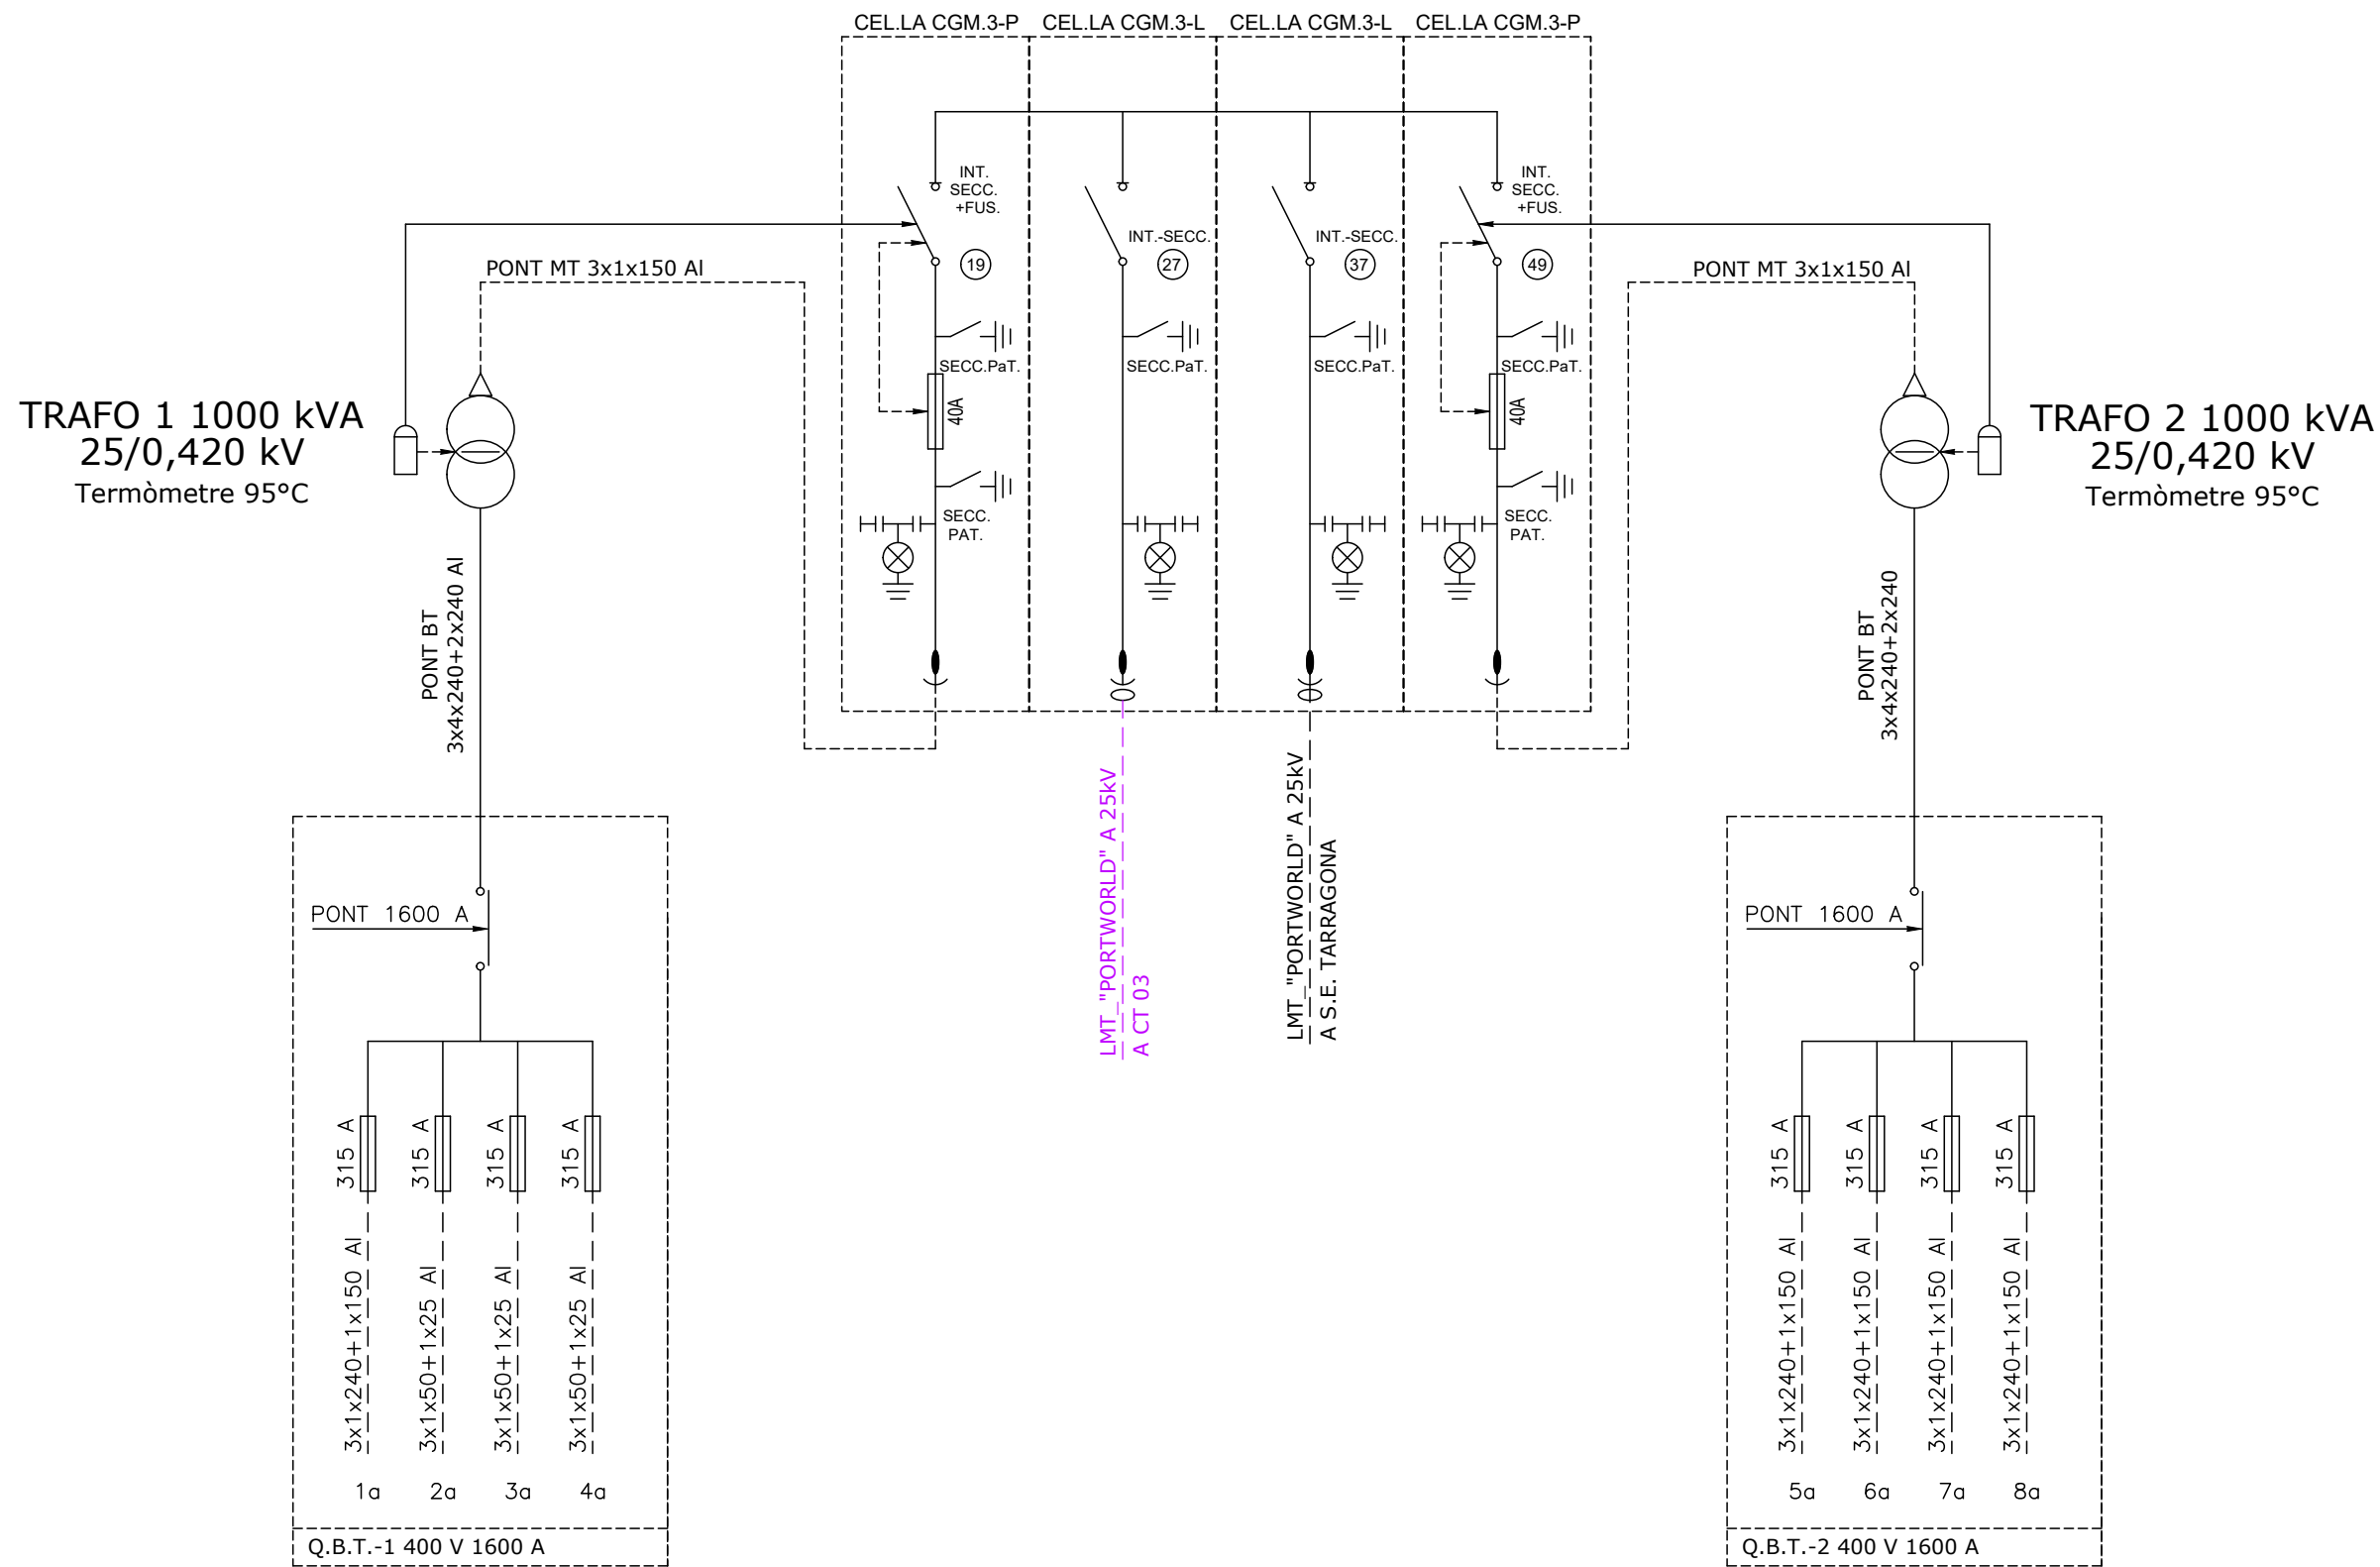 CEL.LA CGM.3-P
CEL.LA CGM.3-L
CEL.LA CGM.3-L
CEL.LA CGM.3-P
INT.
SECC.
+FUS.
19
INT.-SECC.
27
INT.-SECC.
37
INT.
SECC.
+FUS.
49
PONT MT 3x1x150 Al
PONT MT 3x1x150 Al
SECC.PaT.
SECC.PaT.
SECC.PaT.
SECC.PaT.
40A
40A
SECC.
PAT.
SECC.
PAT.
TRAFO 1 1000 kVA
25/0,420 kV
Termòmetre 95°C
TRAFO 2 1000 kVA
25/0,420 kV
Termòmetre 95°C
PONT BT
3x4x240+2x240 Al
PONT BT
3x4x240+2x240
LMT_"PORTWORLD" A 25kV
A CT 03
LMT_"PORTWORLD" A 25kV
A S.E. TARRAGONA
PONT 1600 A
315 A
315 A
315 A
315 A
3x1x240+1x150 Al
3x1x50+1x25 Al
3x1x50+1x25 Al
3x1x50+1x25 Al
1a
2a
3a
4a
Q.B.T.-1 400 V 1600 A
PONT 1600 A
315 A
315 A
315 A
315 A
3x1x240+1x150 Al
3x1x240+1x150 Al
3x1x240+1x150 Al
3x1x240+1x150 Al
5a
6a
7a
8a
Q.B.T.-2 400 V 1600 A